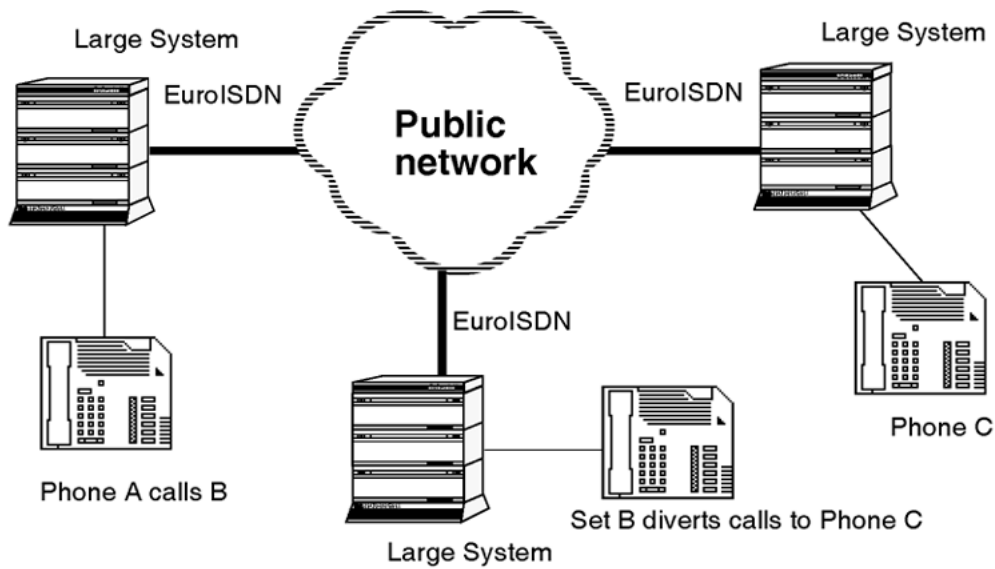 Large System
Large System
EuroISDN
EuroISDN
Public
network
EuroISDN
Phone C
Phone A calls B
Set B diverts calls to Phone C
Large System